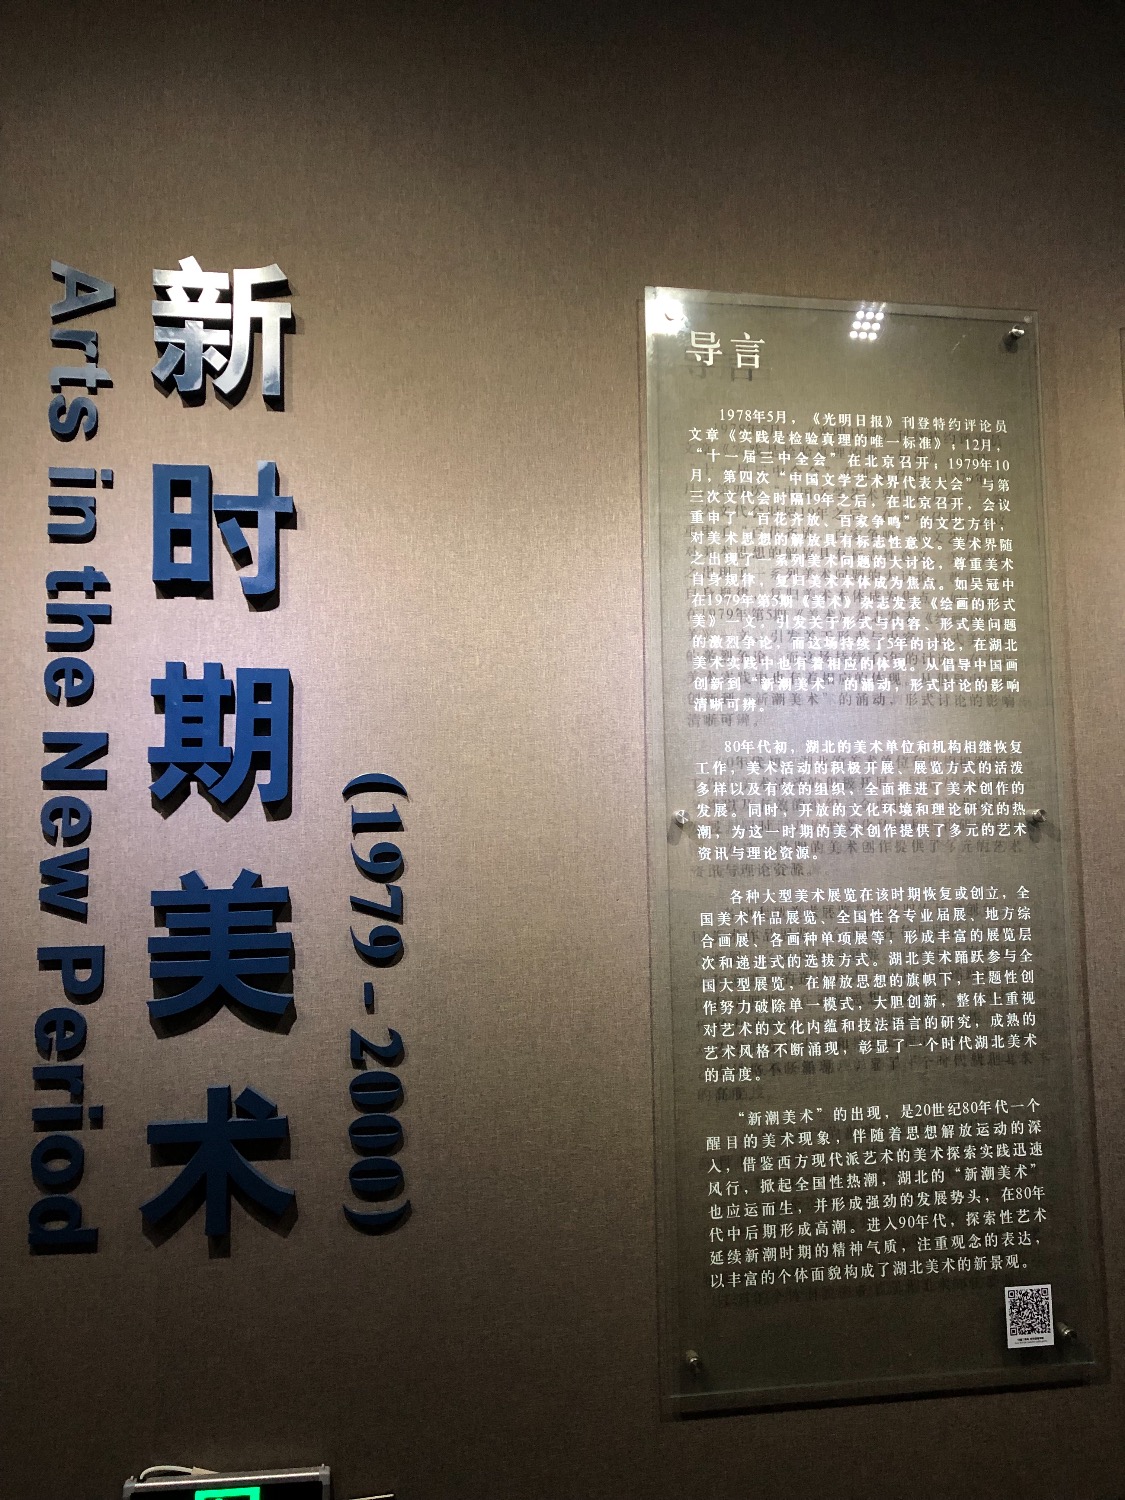 新时期美术
Arts in the New Period
(1979-2000)
导言
1978年5月，《光明日报》刊登特约评论员
文章《实践是检验真理的唯一标准》；12月，
“十一届三中全会”在北京召开；1979年10
月，第四次“中国文学艺术界代表大会”与第
三次文代会时隔19年之后，在北京召开，会议
重申了“百花齐放、百家争鸣”的文艺方针，
对美术思想的解放具有标志性意义。美术界随
之出现了一系列美术问题的大讨论，尊重美术
自身规律，复归美术本体成为焦点。如吴冠中
在1979年第5期《美术》杂志发表《绘画的形式
美》一文，引发关于形式与内容、形式美问题
的激烈争论，而这场持续了5年的讨论，在湖北
美术实践中也有着相应的体现。从倡导中国画
创新到“新潮美术”的涌动，形式讨论的影响
清晰可辨。
80年代初，湖北的美术单位和机构相继恢复
工作，美术活动的积极开展、展览方式的活泼
多样以及有效的组织，全面推进了美术创作的
发展。同时，开放的文化环境和理论研究的热
潮，为这一时期的美术创作提供了多元的艺术
资讯与理论资源。
各种大型美术展览在该时期恢复或创立，全
国美术作品展览、全国性各专业届展、地方综
合画展、各画种单项展等，形成丰富的展览层
次和递进式的选拔方式。湖北美术踊跃参与全
国大型展览，在解放思想的旗帜下，主题性创
作努力破除单一模式，大胆创新，整体上重视
对艺术的文化内蕴和技法语言的研究，成熟的
艺术风格不断涌现，彰显了一个时代湖北美术
的高度。
“新潮美术”的出现，是20世纪80年代一个
醒目的美术现象，伴随着思想解放运动的深
入，借鉴西方现代派艺术的美术探索实践迅速
风行，掀起全国性热潮，湖北的“新潮美术”
也应运而生，并形成强劲的发展势头，在80年
代中后期形成高潮。进入90年代，探索性艺术
延续新潮时期的精神气质，注重观念的表达，
以丰富的个体面貌构成了湖北美术的新景观。